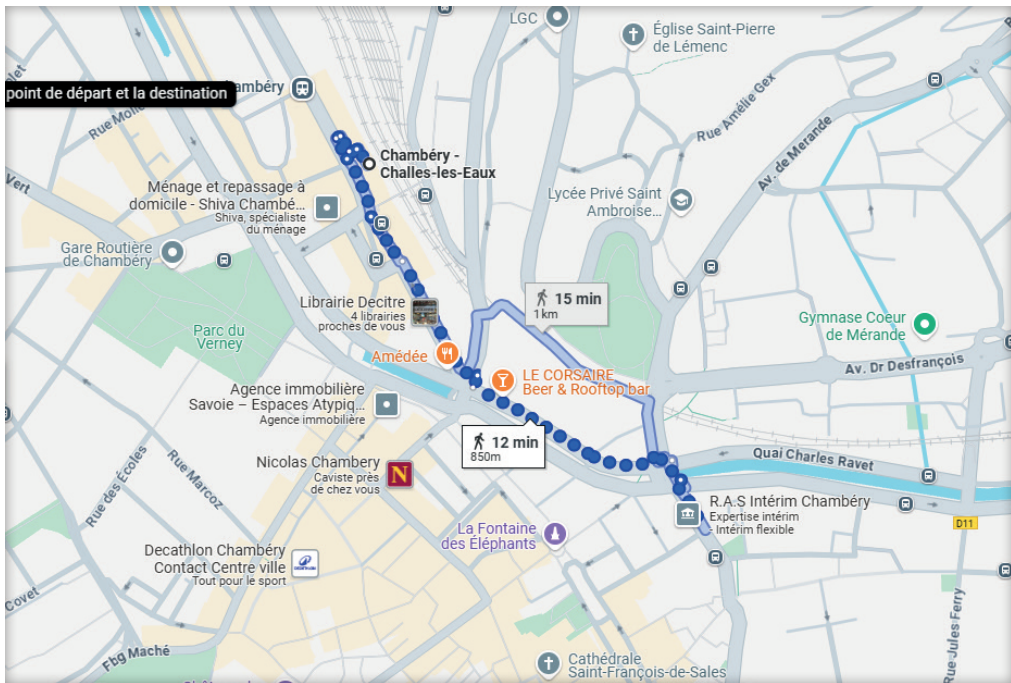 LGC
Église Saint-Pierre
de Lémenc
ambéry
point de départ et la destination
Rue Amélie Gex
Av. de Merande
Chambéry -
Challes-les-Eaux
Vert
Ménage et repassage à
domicile - Shiva Chambé...
Shiva, spécialiste
du ménage
Lycée Privé Saint
Ambroise...
Gare Routière
de Chambéry
Librairie Decitre
4 librairies
proches de vous
15 min
1 km
Gymnase Coeur
de Mérande
Parc du
Verney
Amédée
LE CORSAIRE
Beer & Rooftop bar
Av. Dr Desfrançois
Agence immobilière
Savoie – Espaces Atypiq...
Agence immobilière
12 min
850m
Quai Charles Ravet
Nicolas Chambery
Caviste près
de chez vous
N
Rue des Écoles
Rue Marcoz
R.A.S Intérim Chambéry
Expertise intérim
- Intérim flexible
D11
La Fontaine
des Éléphants
Decathlon Chambéry
Contact Centre ville
Tout pour le sport
Covet
Fbg Maché
Rue Jules Ferry
Cathédrale
Saint-François-de-Sales